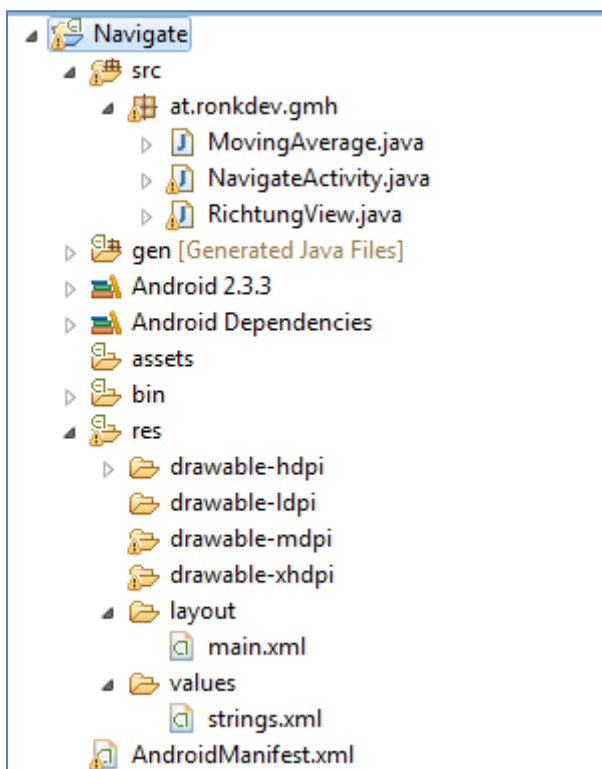 Navigate
src
at.ronkdev.gmh
MovingAverage.java
NavigateActivity.java
RichtungView.java
gen [Generated Java Files]
Android 2.3.3
Android Dependencies
assets
bin
res
drawable-hdpi
drawable-ldpi
drawable-mdpi
drawable-xhdpi
layout
main.xml
values
strings.xml
AndroidManifest.xml